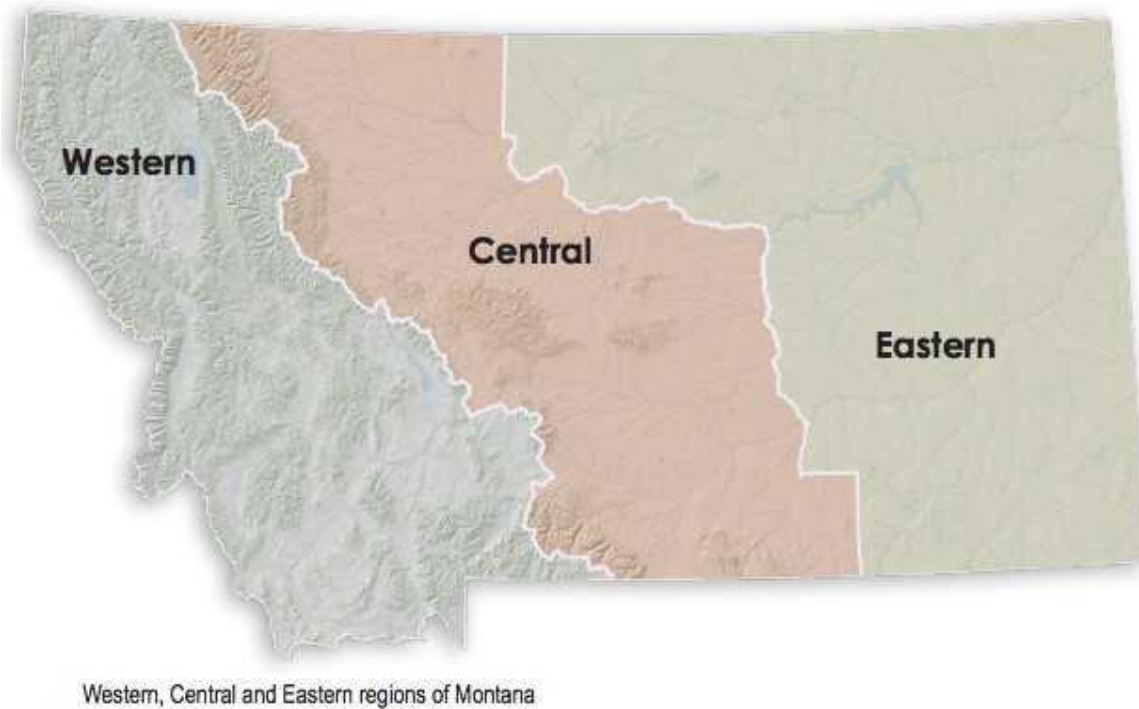 Western
Central
Eastern
Western, Central and Eastern regions of Montana